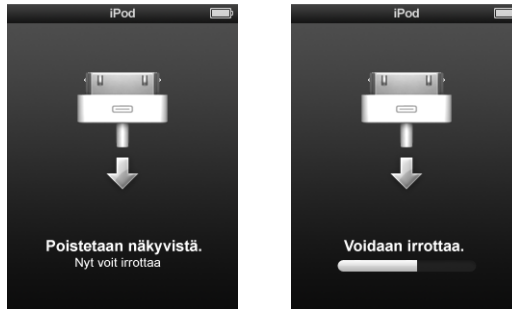 iPod
Poistetaan näkyvistä.
Nyt voit irrottaa
iPod
Voidaan irrottaa.